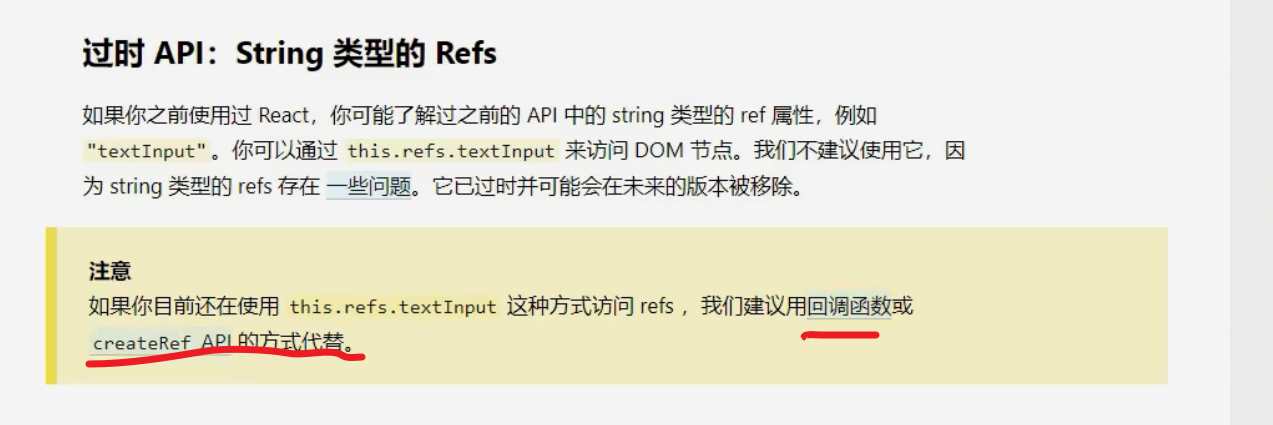 过时 API：String 类型的 Refs
如果你之前使用过 React，你可能了解过之前的 API 中的 string 类型的 ref 属性，例如
"textInput"。你可以通过 this.refs.textInput 来访问 DOM 节点。我们不建议使用它，因
为 string 类型的 refs 存在 一些问题。它已过时并可能会在未来的版本被移除。
注意
如果你目前还在使用 this.refs.textInput 这种方式访问 refs ，我们建议用回调函数或
createRef API 的方式代替。